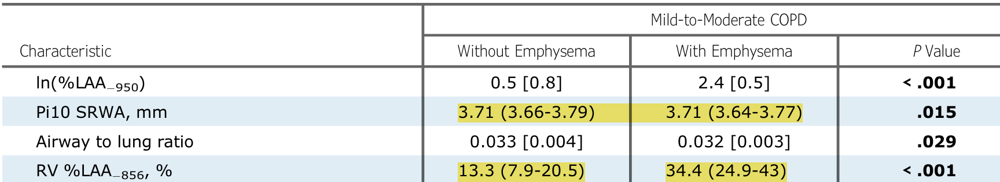 Mild-to-Moderate COPD
Characteristic Without Emphysema With Emphysema P Value
ln(%LAA₋₉₅₀) 0.5 [0.8] 2.4 [0.5] < .001
Pi10 SRWA, mm 3.71 (3.66-3.79) 3.71 (3.64-3.77) .015
Airway to lung ratio 0.033 [0.004] 0.032 [0.003] .029
RV %LAA₋₈₅₆, % 13.3 (7.9-20.5) 34.4 (24.9-43) < .001